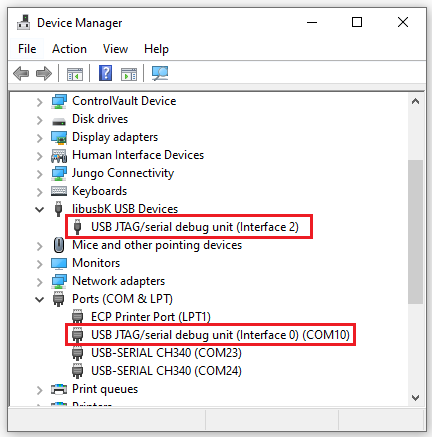 Device Manager
File Action View Help
ControlVault Device
Disk drives
Display adapters
Human Interface Devices
Jungo Connectivity
Keyboards
libusbK USB Devices
USB JTAG/serial debug unit (Interface 2)
Mice and other pointing devices
Monitors
Network adapters
Ports (COM & LPT)
ECP Printer Port (LPT1)
USB JTAG/serial debug unit (Interface 0) (COM10)
USB-SERIAL CH340 (COM23)
USB-SERIAL CH340 (COM24)
Print queues
Printers